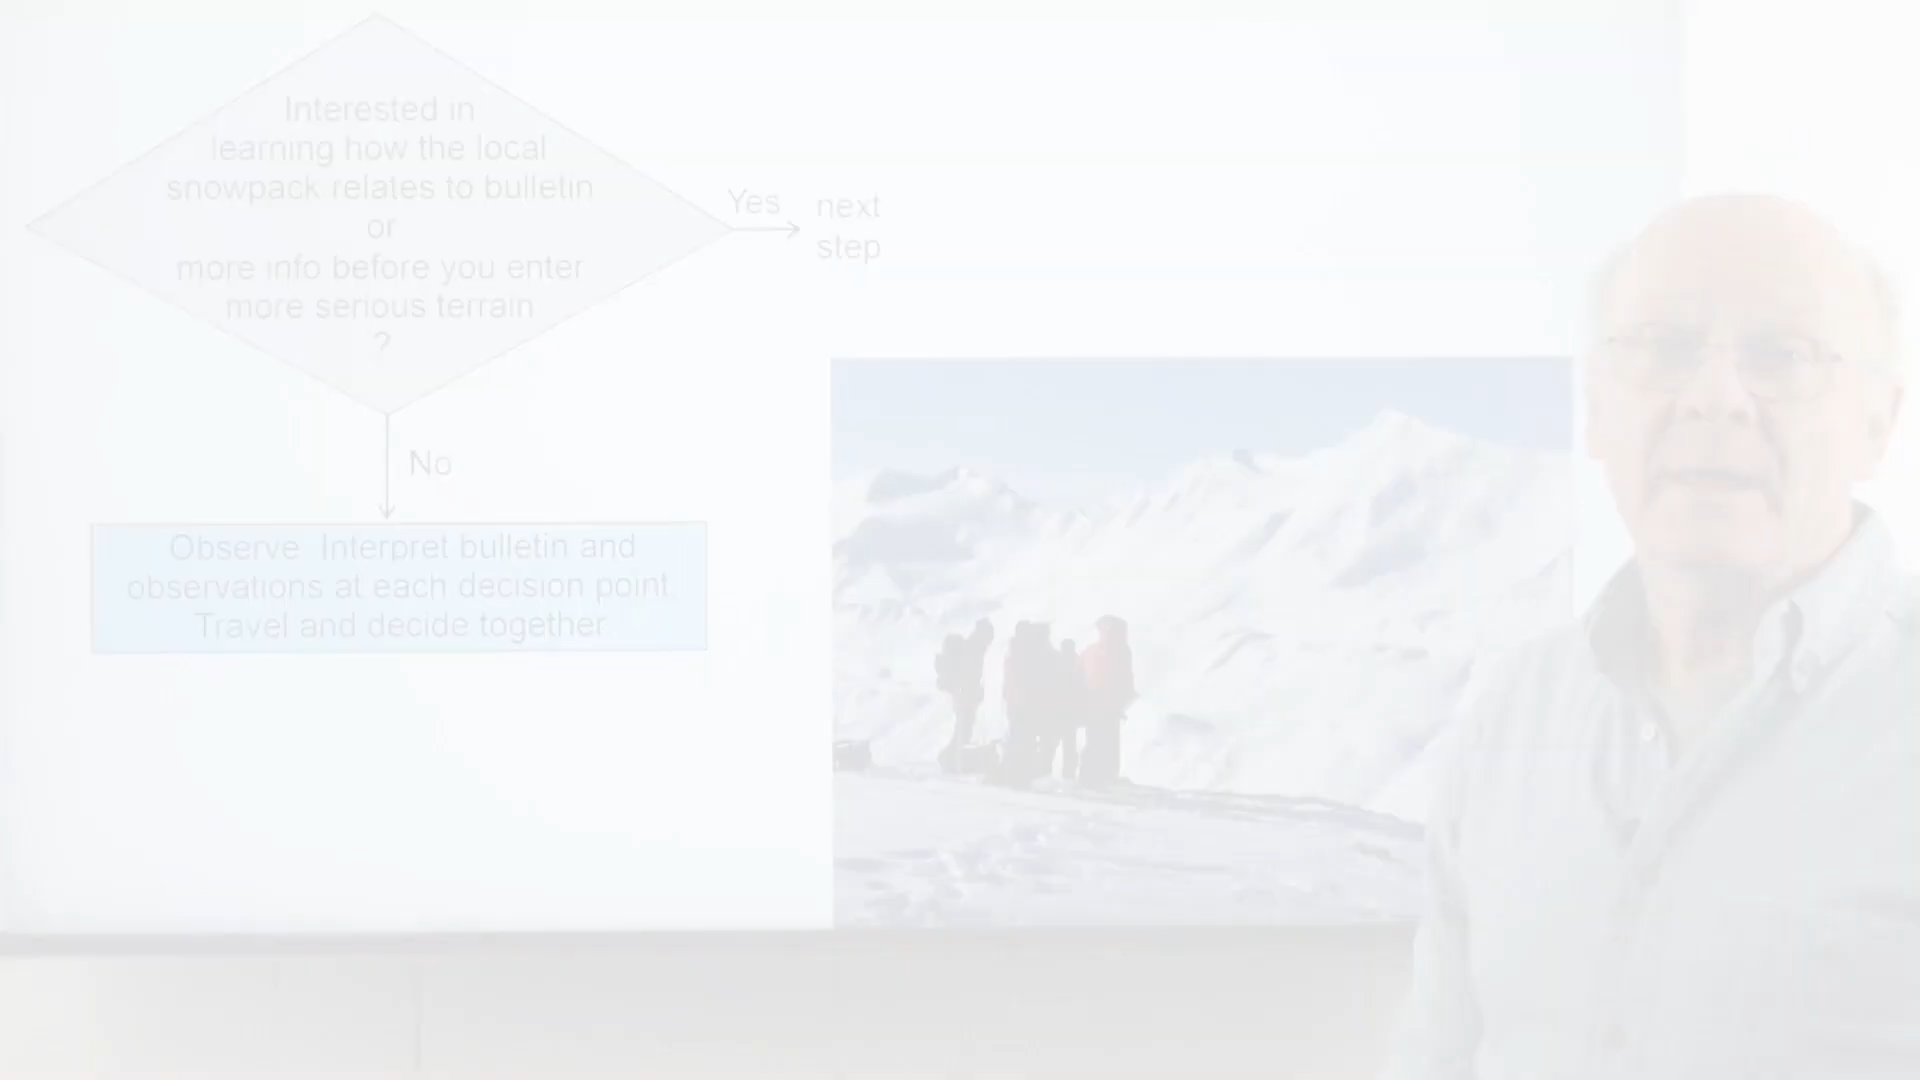 Interested in
learning how the local
snowpack relates to bulletin
or
more info before you enter
more serious terrain
?
Yes
next
step
No
Observe. Interpret bulletin and
observations at each decision point.
Travel and decide together